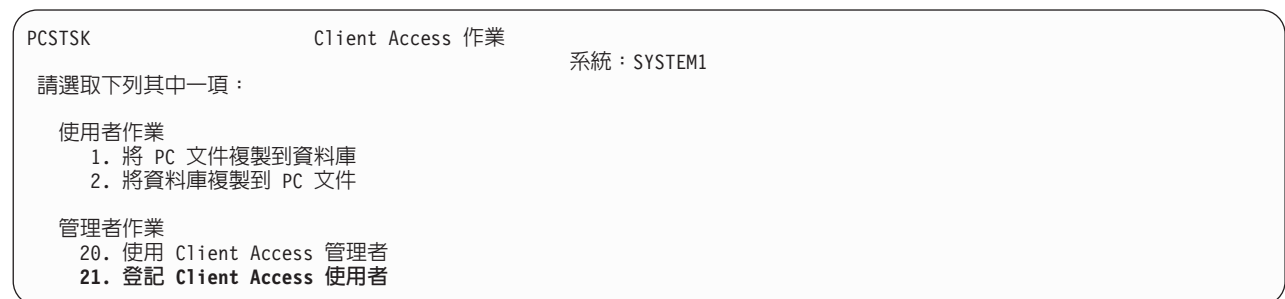 PCSTSK Client Access 作業
系統：SYSTEM1
請選取下列其中一項：
使用者作業
1. 將 PC 文件複製到資料庫
2. 將資料庫複製到 PC 文件
管理者作業
20. 使用 Client Access 管理者
21. 登記 Client Access 使用者